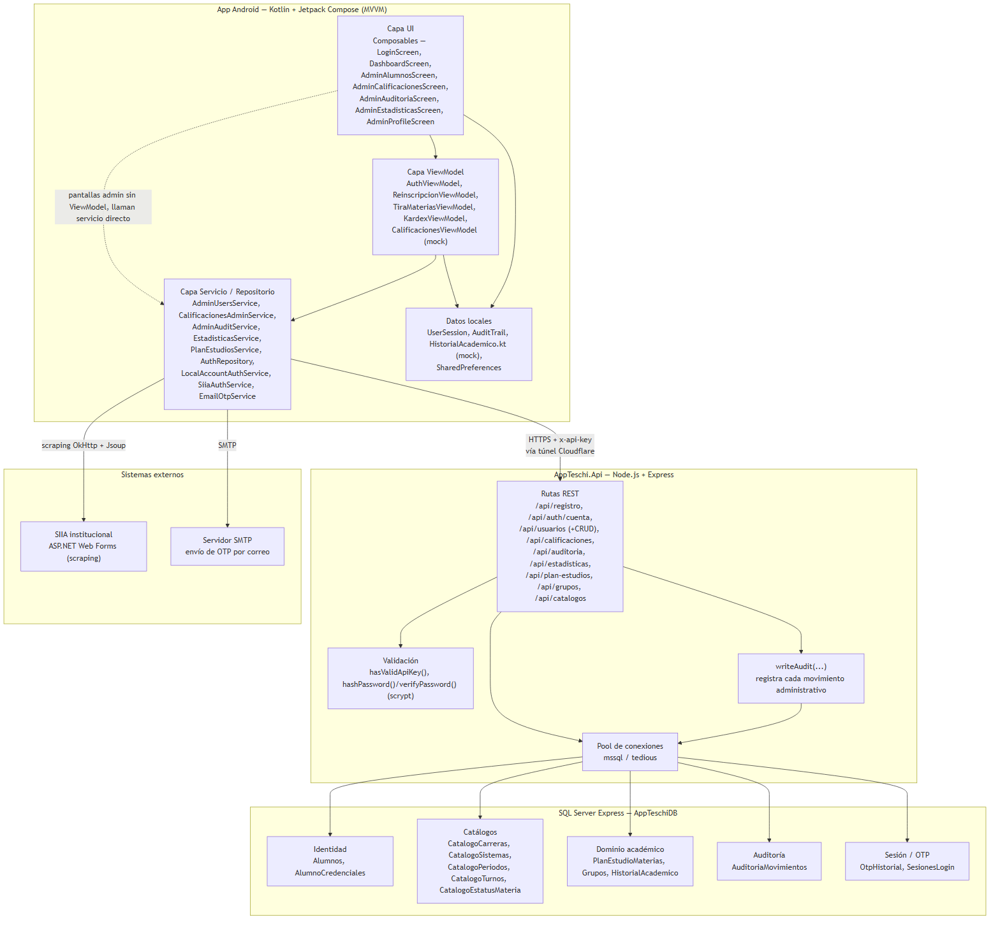 App Android — Kotlin + Jetpack Compose (MVVM)
Capa UI
Composables —
LoginScreen,
DashboardScreen,
AdminAlumnosScreen,
AdminCalificacionesScreen,
AdminAuditoriaScreen,
AdminEstadisticasScreen,
AdminProfileScreen
pantallas admin sin
ViewModel, llaman
servicio directo
Capa ViewModel
AuthViewModel,
ReinscripcionViewModel,
TiraMateriasViewModel,
KardexViewModel,
CalificacionesViewModel
(mock)
Capa Servicio / Repositorio
AdminUsersService,
CalificacionesAdminService,
AdminAuditService,
EstadisticasService,
PlanEstudiosService,
AuthRepository,
LocalAccountAuthService,
SiiaAuthService,
EmailOtpService
Datos locales
UserSession, AuditTrail,
HistorialAcademico.kt
(mock),
SharedPreferences
scraping OkHttp + Jsoup
SMTP
HTTPS + x-api-key
vía túnel Cloudflare
Sistemas externos
SIIA institucional
ASP.NET Web Forms
(scraping)
Servidor SMTP
envío de OTP por correo
AppTeschi.Api — Node.js + Express
Rutas REST
/api/registro,
/api/auth/cuenta,
/api/usuarios (+CRUD),
/api/calificaciones,
/api/auditoria,
/api/estadisticas,
/api/plan-estudios,
/api/grupos,
/api/catalogos
Validación
hasValidApiKey(),
hashPassword()/verifyPassword()
(scrypt)
writeAudit(...)
registra cada movimiento
administrativo
Pool de conexiones
mssql / tedious
SQL Server Express — AppTeschiDB
Identidad
Alumnos,
AlumnoCredenciales
Catálogos
CatalogoCarreras,
CatalogoSistemas,
CatalogoPeriodos,
CatalogoTurnos,
CatalogoEstatusMateria
Dominio académico
PlanEstudioMaterias,
Grupos, HistorialAcademico
Auditoría
AuditoriaMovimientos
Sesión / OTP
OtpHistorial, SesionesLogin